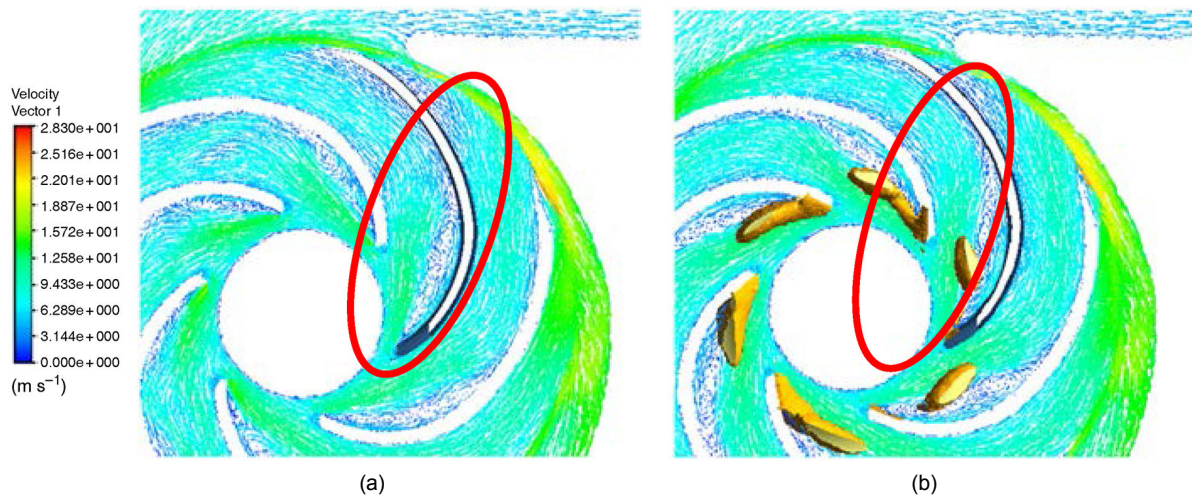 Velocity
Vector 1
2.830e+001
2.516e+001
2.201e+001
1.887e+001
1.572e+001
1.258e+001
9.433e+000
6.289e+000
3.144e+000
0.000e+000
(m s⁻¹)
(a)
(b)